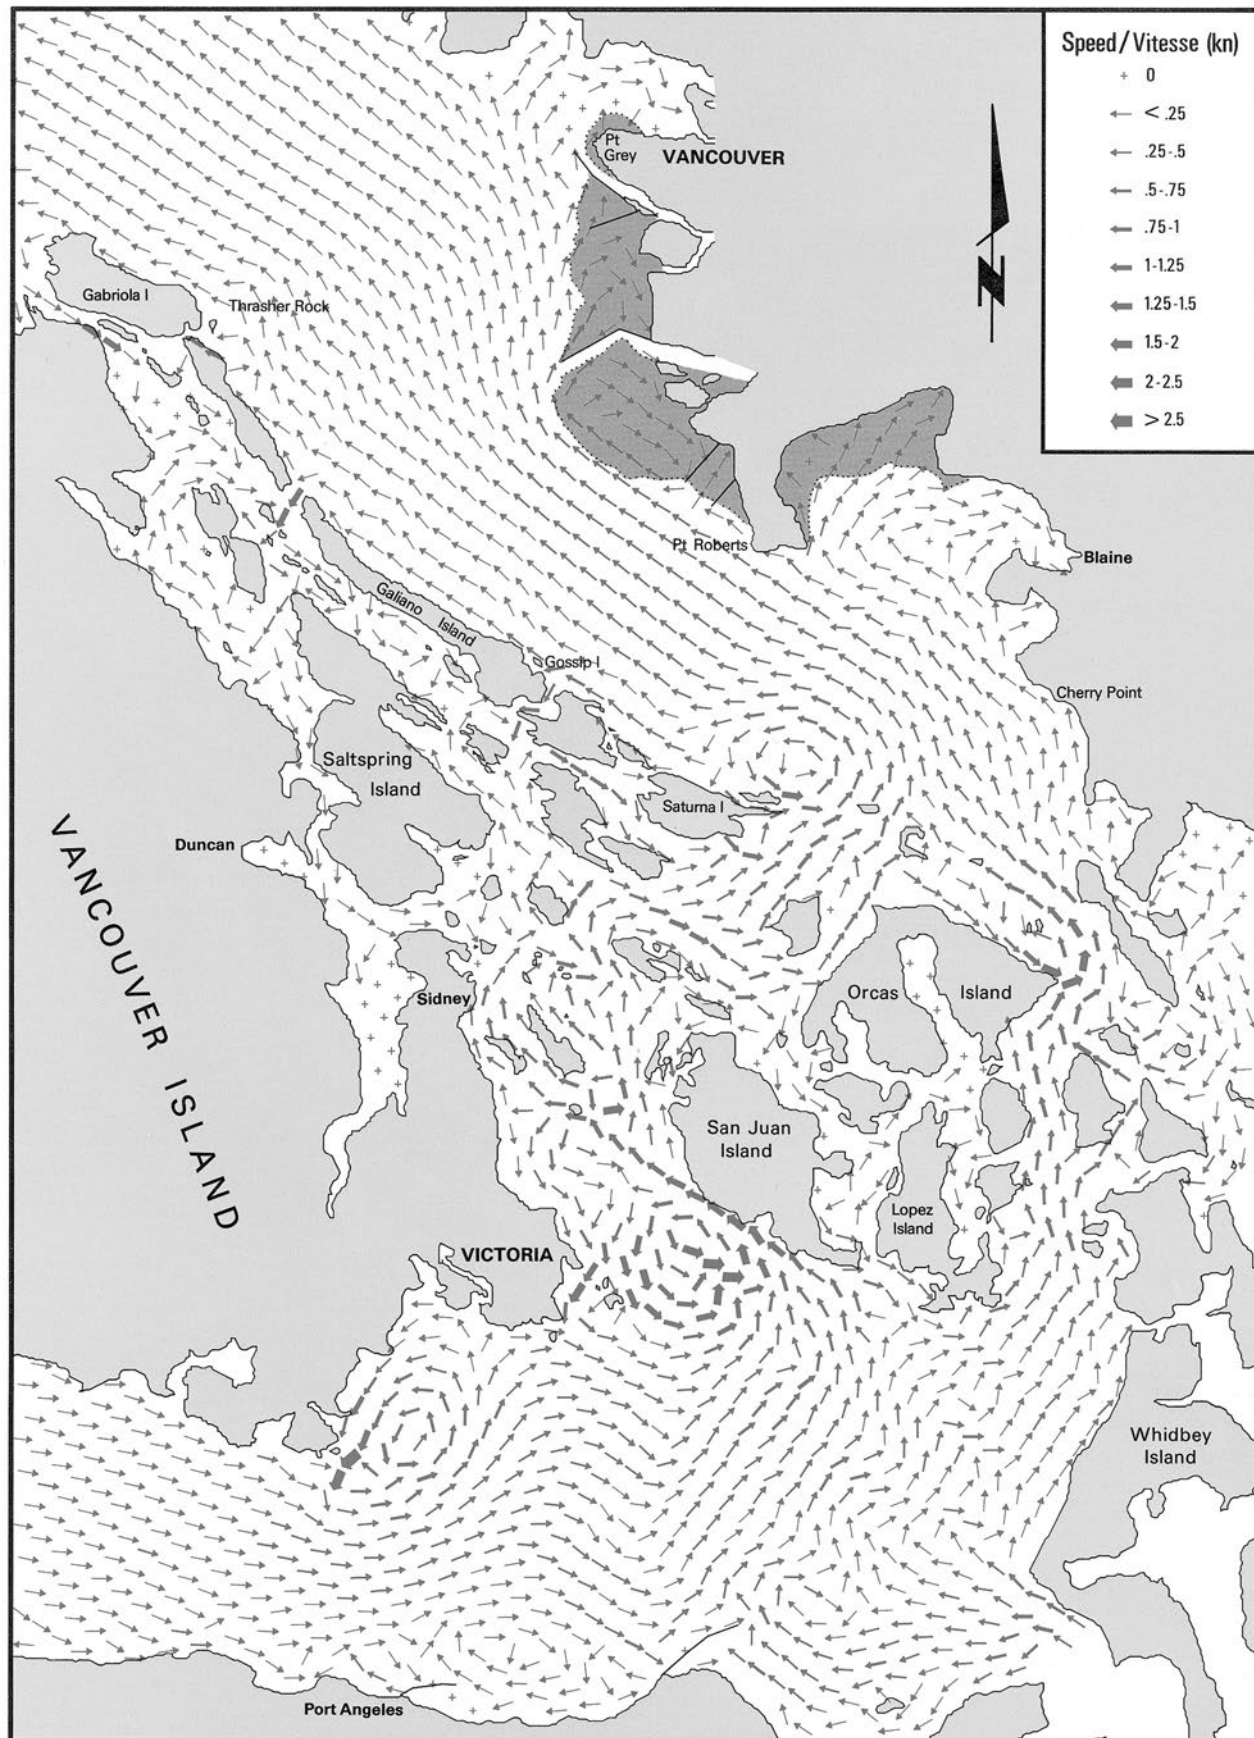 Speed/Vitesse (kn)
+ 0
< .25
.25-.5
.5-.75
.75-1
1-1.25
1.25-1.5
1.5-2
2-2.5
> 2.5
N
Pt
Grey
VANCOUVER
Gabriola I
Thrasher Rock
Pt Roberts
Blaine
Galiano
Island
Gossip I
Cherry Point
Saltspring
Island
Saturna I
Duncan
VANCOUVER ISLAND
Sidney
Orcas
Island
San Juan
Island
Lopez
Island
VICTORIA
Whidbey
Island
Port Angeles